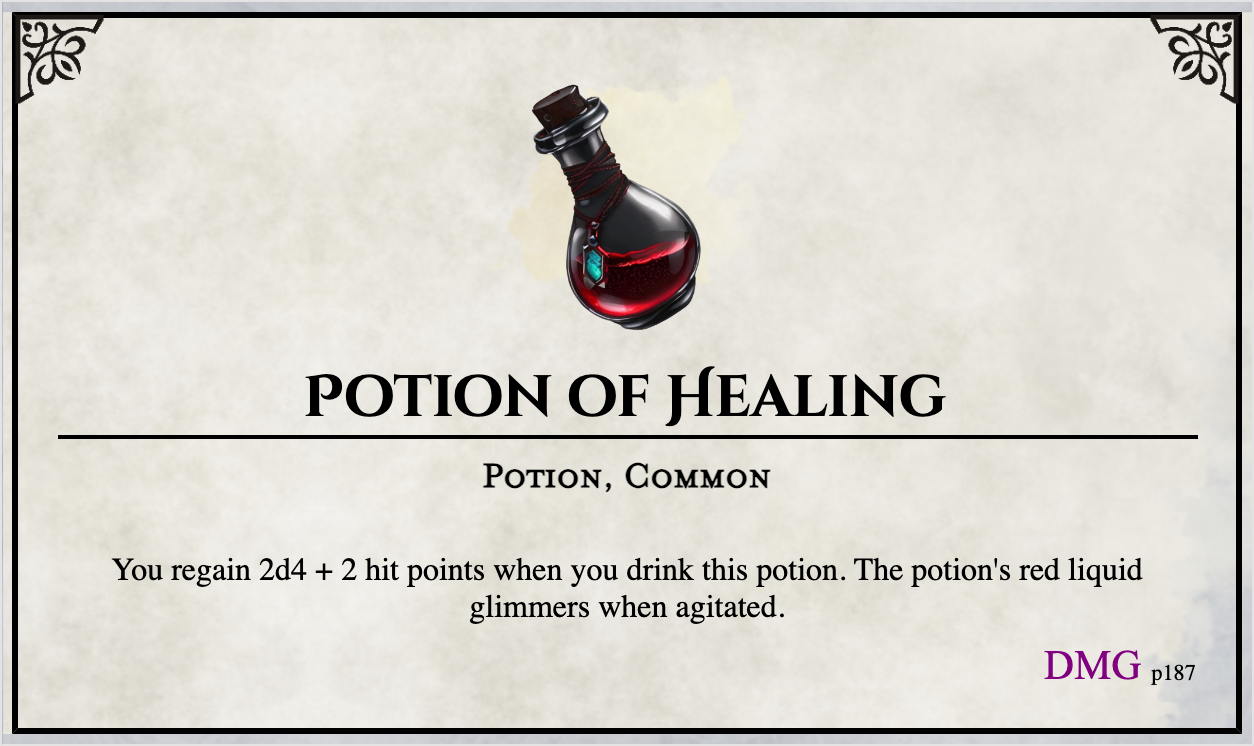 Potion of Healing
Potion, Common
You regain 2d4 + 2 hit points when you drink this potion. The potion's red liquid
glimmers when agitated.
DMG p187